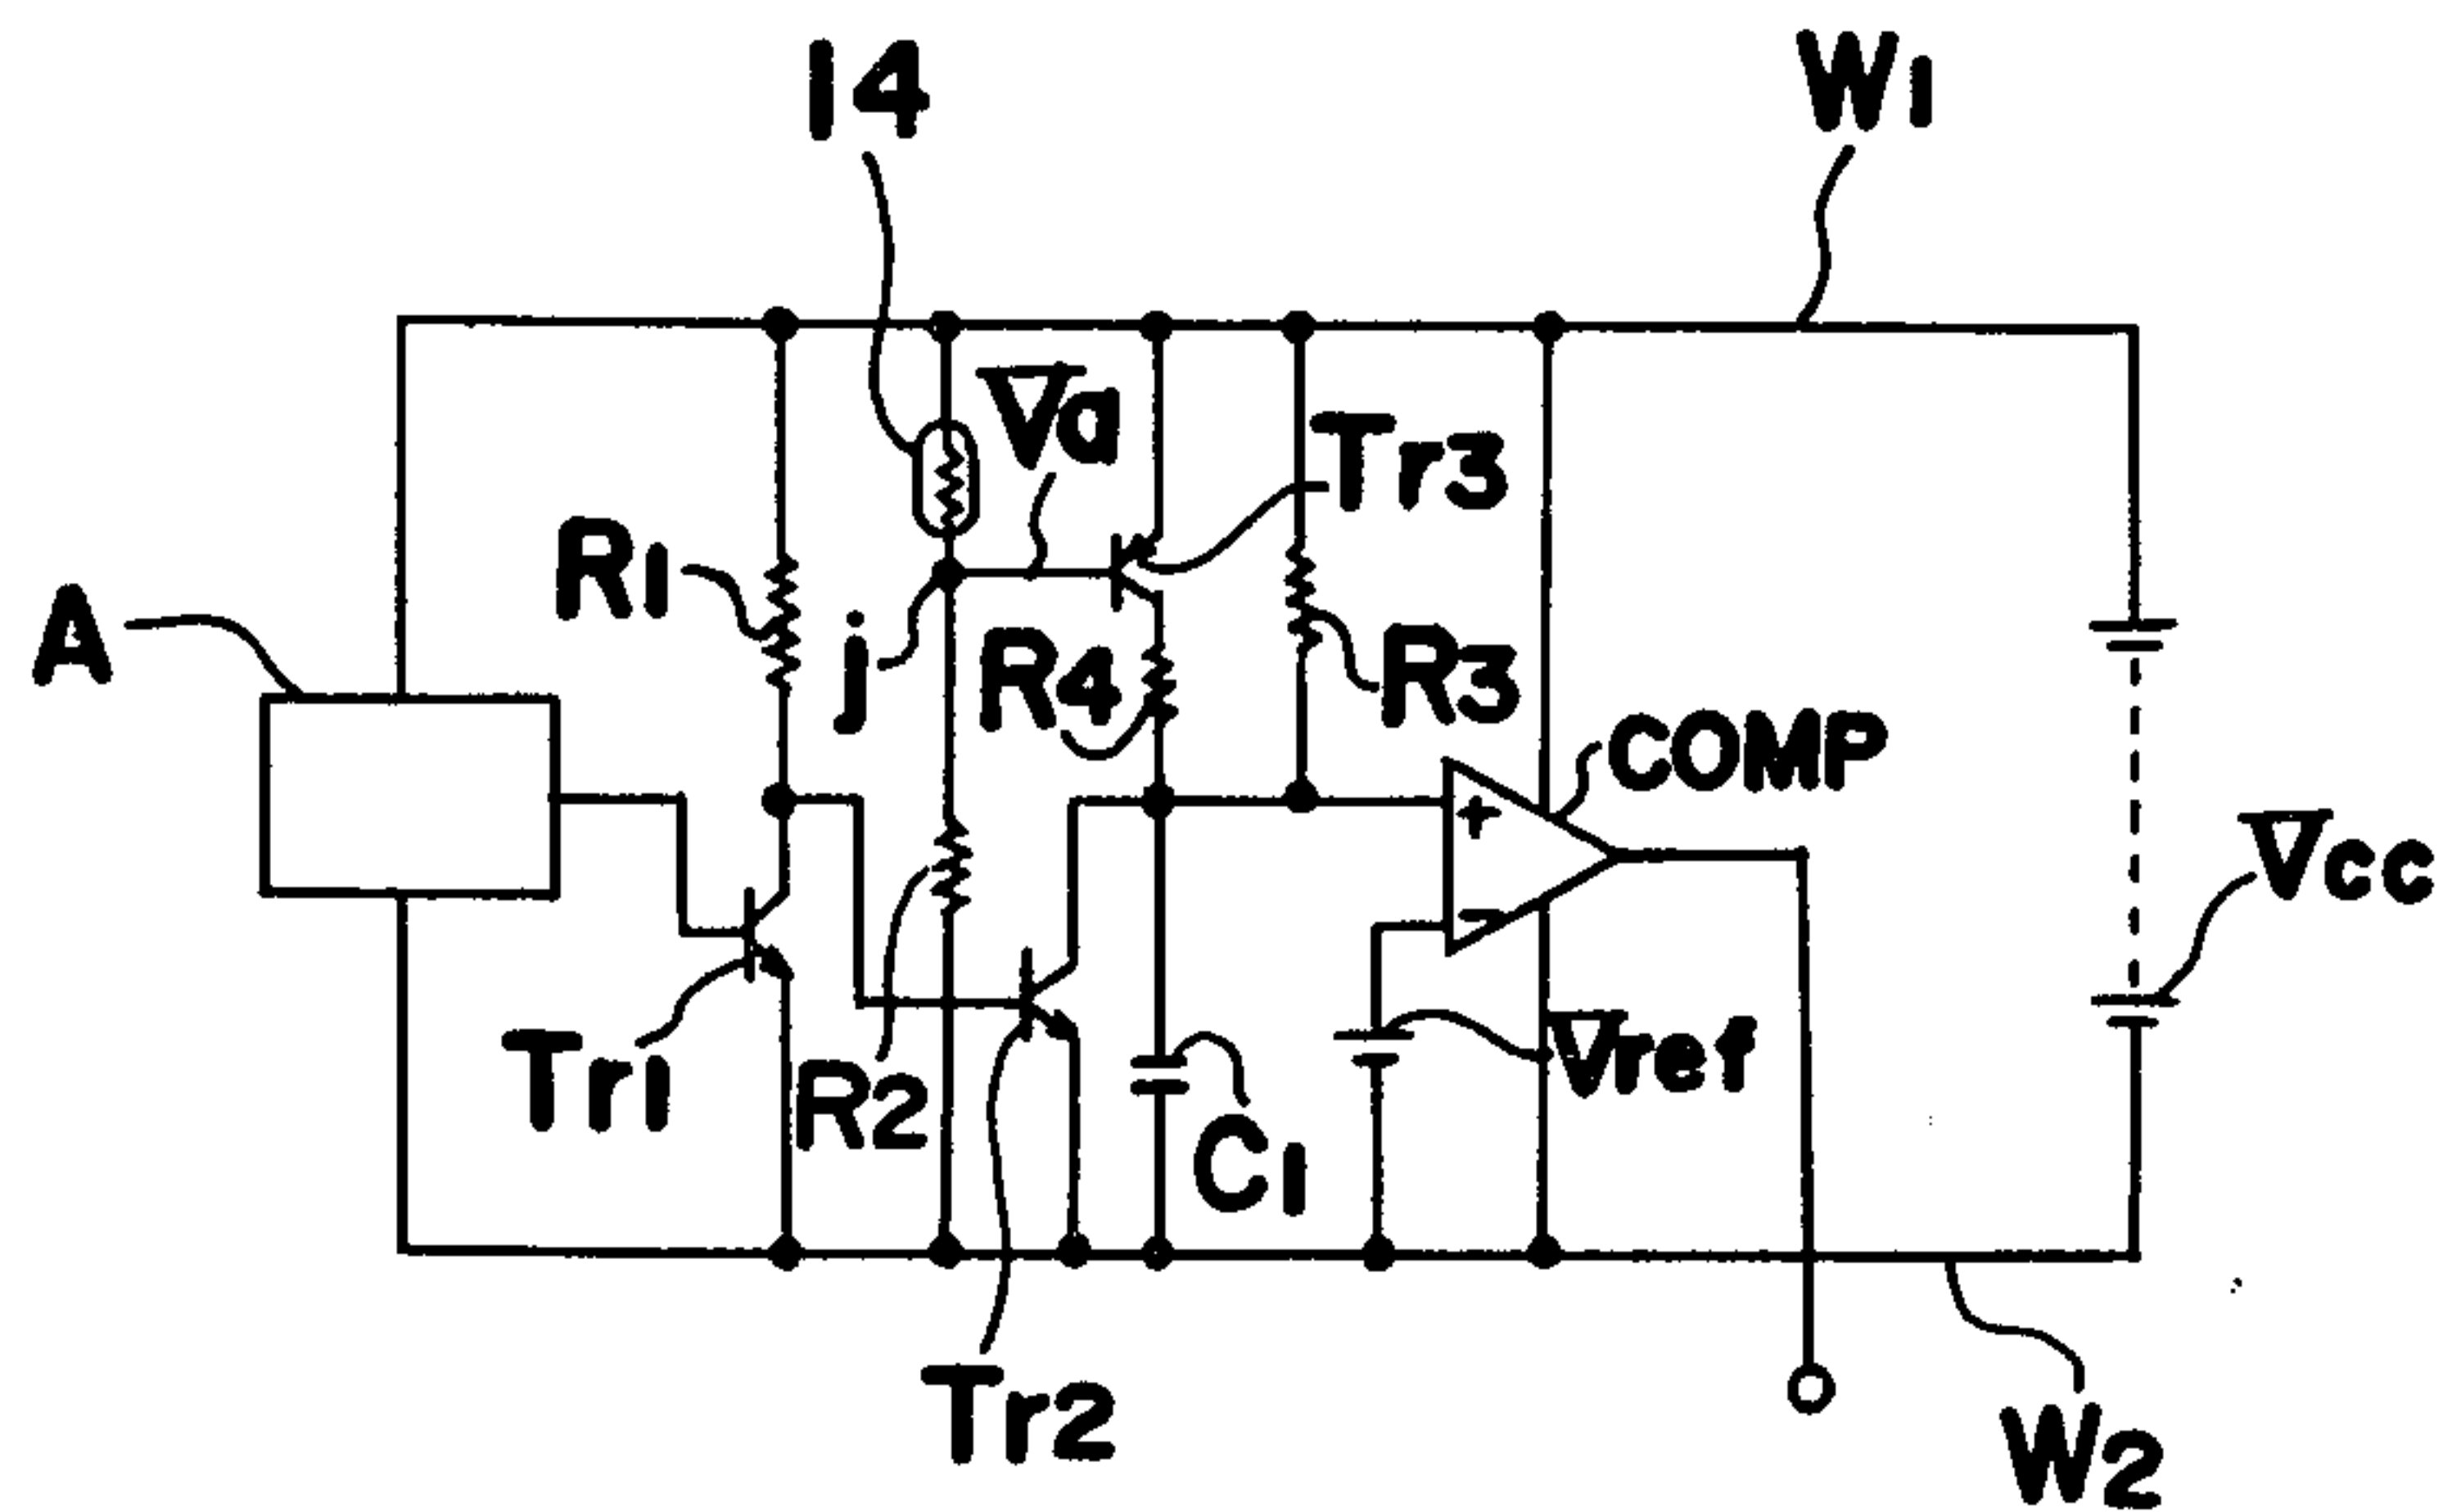 14
W1
Va
Tr3
R1
A
j
R4
R3
COMP
+
Vcc
-
Tr1
R2
Vref
C1
Tr2
W2